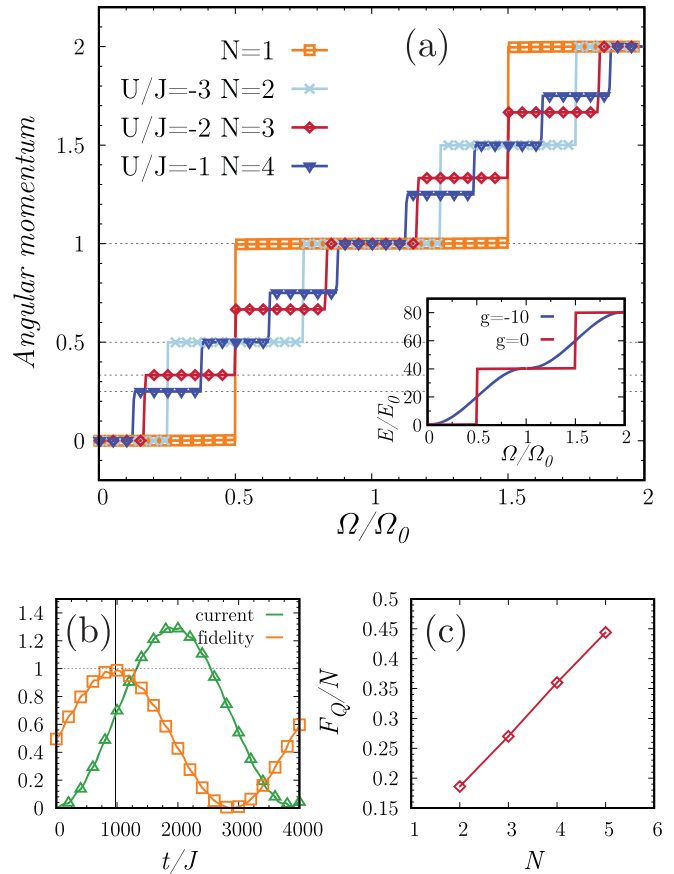 (a)
N=1
U/J=-3 N=2
U/J=-2 N=3
U/J=-1 N=4
Angular momentum
2
1.5
1
0.5
0
0 0.5 1 1.5 2
Ω/Ω0
g=-10
g=0
E/E0
80
60
40
20
0
0 0.5 1 1.5 2
Ω/Ω0
(b)
current
fidelity
1.4
1.2
1
0.8
0.6
0.4
0.2
0
0 1000 2000 3000 4000
t/J
(c)
FQ/N
0.5
0.45
0.4
0.35
0.3
0.25
0.2
0.15
1 2 3 4 5 6
N